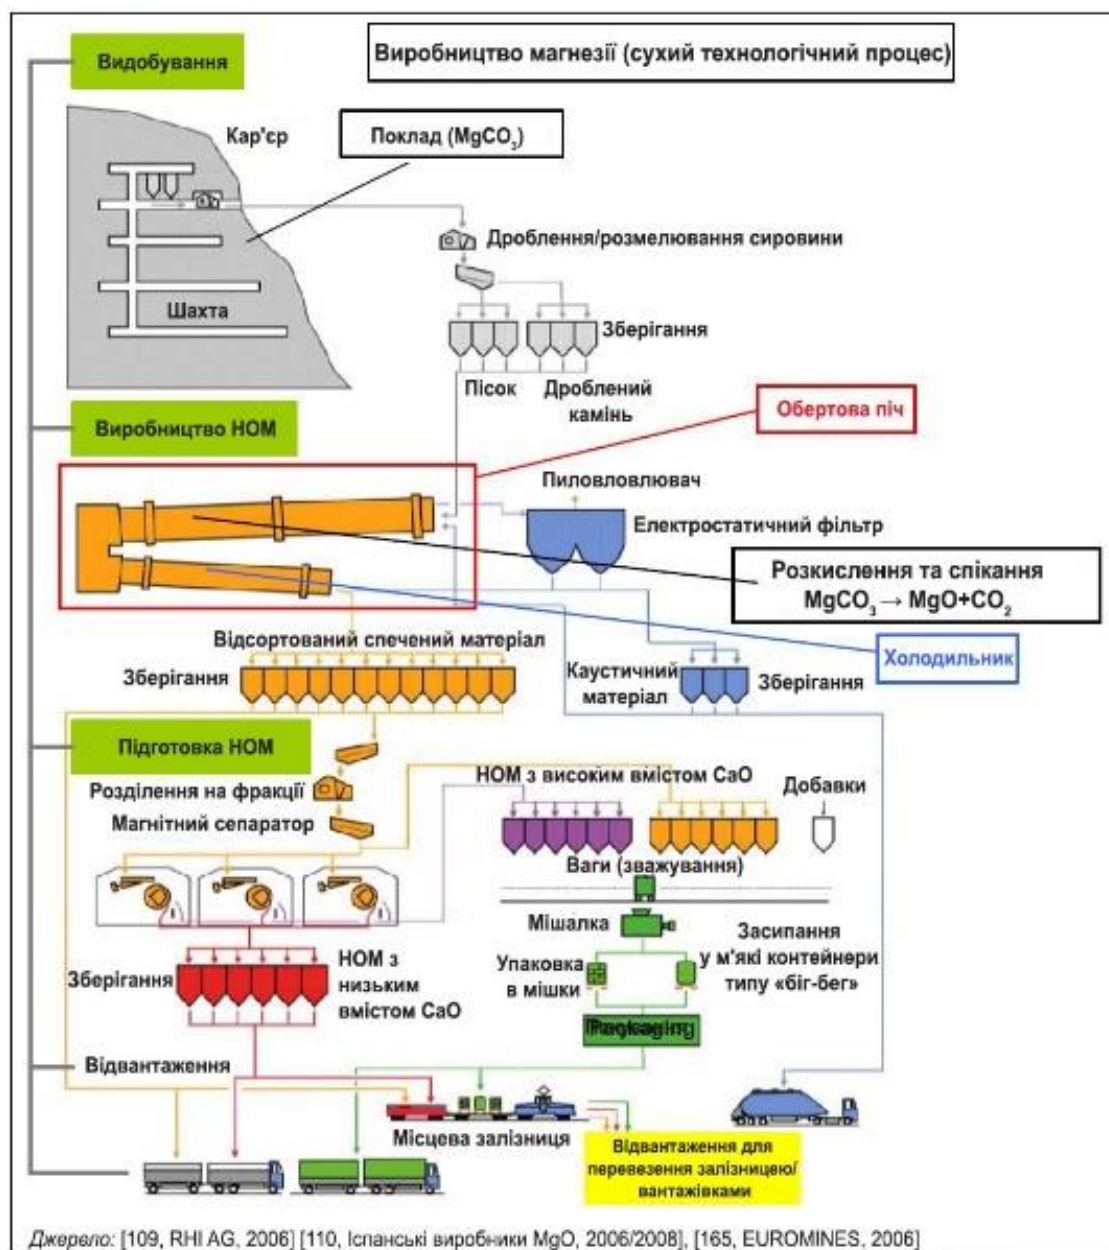 Виробництво магнезії (сухий технологічний процес)
Видобування
Кар'єр
Поклад (MgCO₃)
Дроблення/розмелювання сировини
Шахта
Зберігання
Пісок
Дроблений
камінь
Обертова піч
Виробництво НОМ
Пиловловлювач
Електростатичний фільтр
Розкислення та спікання
MgCO₃ → MgO+CO₂
Відсортований спечений матеріал
Холодильник
Зберігання
Каустичний
матеріал
Зберігання
Підготовка НОМ
НОМ з високим вмістом CaO
Добавки
Розділення на фракції
Магнітний сепаратор
Ваги (зважування)
Мішалка
Засипання
у м'які контейнери
типу «біг-бег»
Упаковка
в мішки
Зберігання
НОМ з
низьким
вмістом CaO
Packaging
Відвантаження
Місцева залізниця
Відвантаження для
перевезення залізницею/
вантажівками
Джерело: [109, RHI AG, 2006] [110, Іспанські виробники MgO, 2006/2008], [165, EUROMINES, 2006]